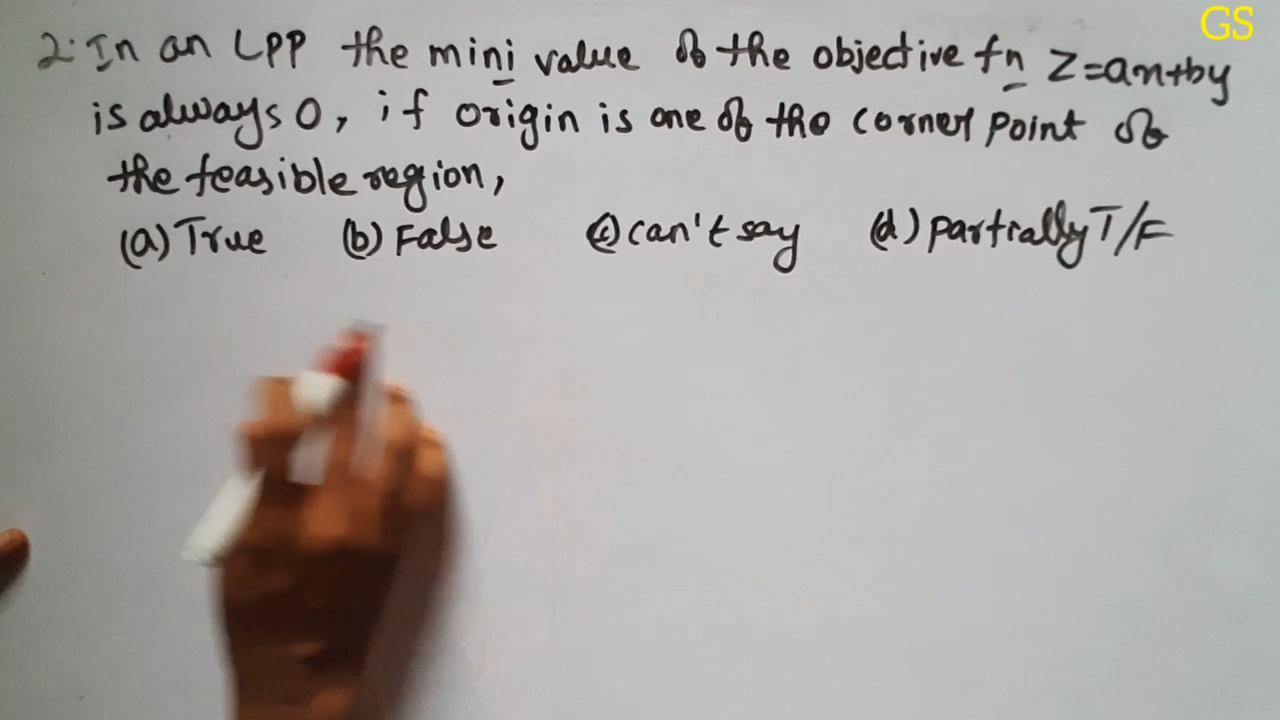 GS
2. In an LPP the mini value of the objective fn Z=ax+by
is always 0, if origin is one of the corner point of
the feasible region,
(a) True (b) False (c) can't say (d) partially T/F